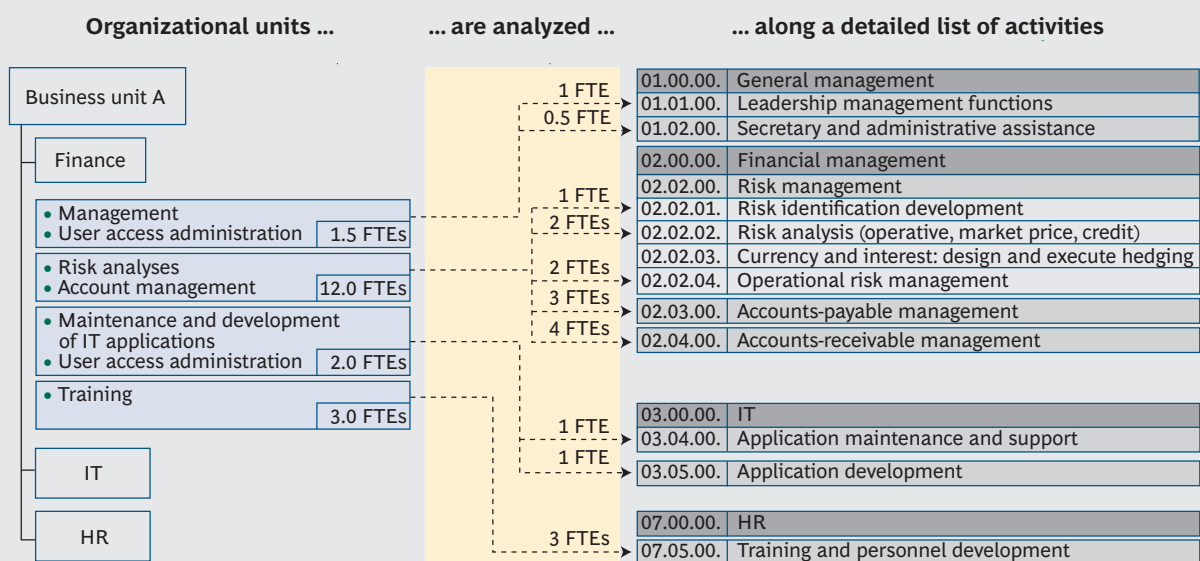 Organizational units ...
... are analyzed ...
... along a detailed list of activities
Business unit A
Finance
• Management
• User access administration
1.5 FTEs
• Risk analyses
• Account management
12.0 FTEs
• Maintenance and development
of IT applications
• User access administration
2.0 FTEs
• Training
3.0 FTEs
IT
HR
1 FTE
0.5 FTE
1 FTE
2 FTEs
2 FTEs
3 FTEs
4 FTEs
1 FTE
1 FTE
3 FTEs
01.00.00. General management
01.01.00. Leadership management functions
01.02.00. Secretary and administrative assistance
02.00.00. Financial management
02.02.00. Risk management
02.02.01. Risk identification development
02.02.02. Risk analysis (operative, market price, credit)
02.02.03. Currency and interest: design and execute hedging
02.02.04. Operational risk management
02.03.00. Accounts-payable management
02.04.00. Accounts-receivable management
03.00.00. IT
03.04.00. Application maintenance and support
03.05.00. Application development
07.00.00. HR
07.05.00. Training and personnel development